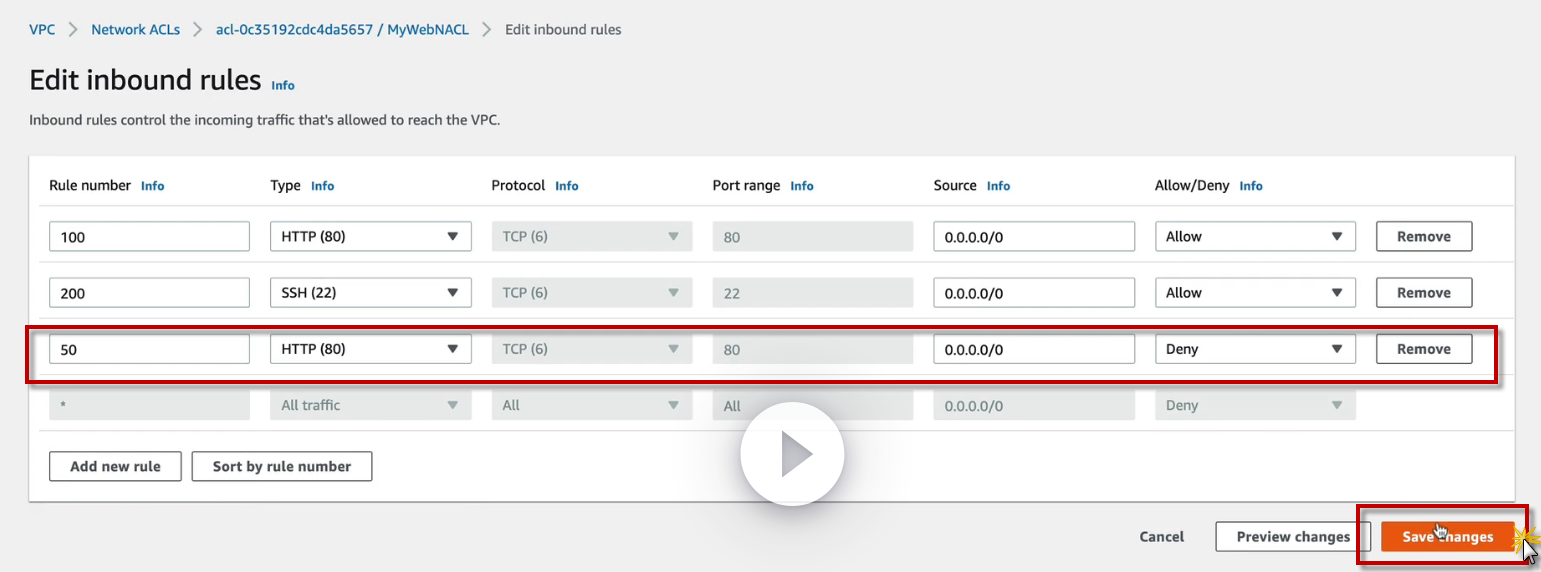 VPC > Network ACLs > acl-0c35192cdc4da5657 / MyWebNACL > Edit inbound rules
Edit inbound rules Info
Inbound rules control the incoming traffic that's allowed to reach the VPC.
Rule number Info Type Info Protocol Info Port range Info Source Info Allow/Deny Info
100 HTTP (80) TCP (6) 80 0.0.0.0/0 Allow Remove
200 SSH (22) TCP (6) 22 0.0.0.0/0 Allow Remove
50 HTTP (80) TCP (6) 80 0.0.0.0/0 Deny Remove
* All traffic All All 0.0.0.0/0 Deny
Add new rule Sort by rule number
Cancel Preview changes Save changes